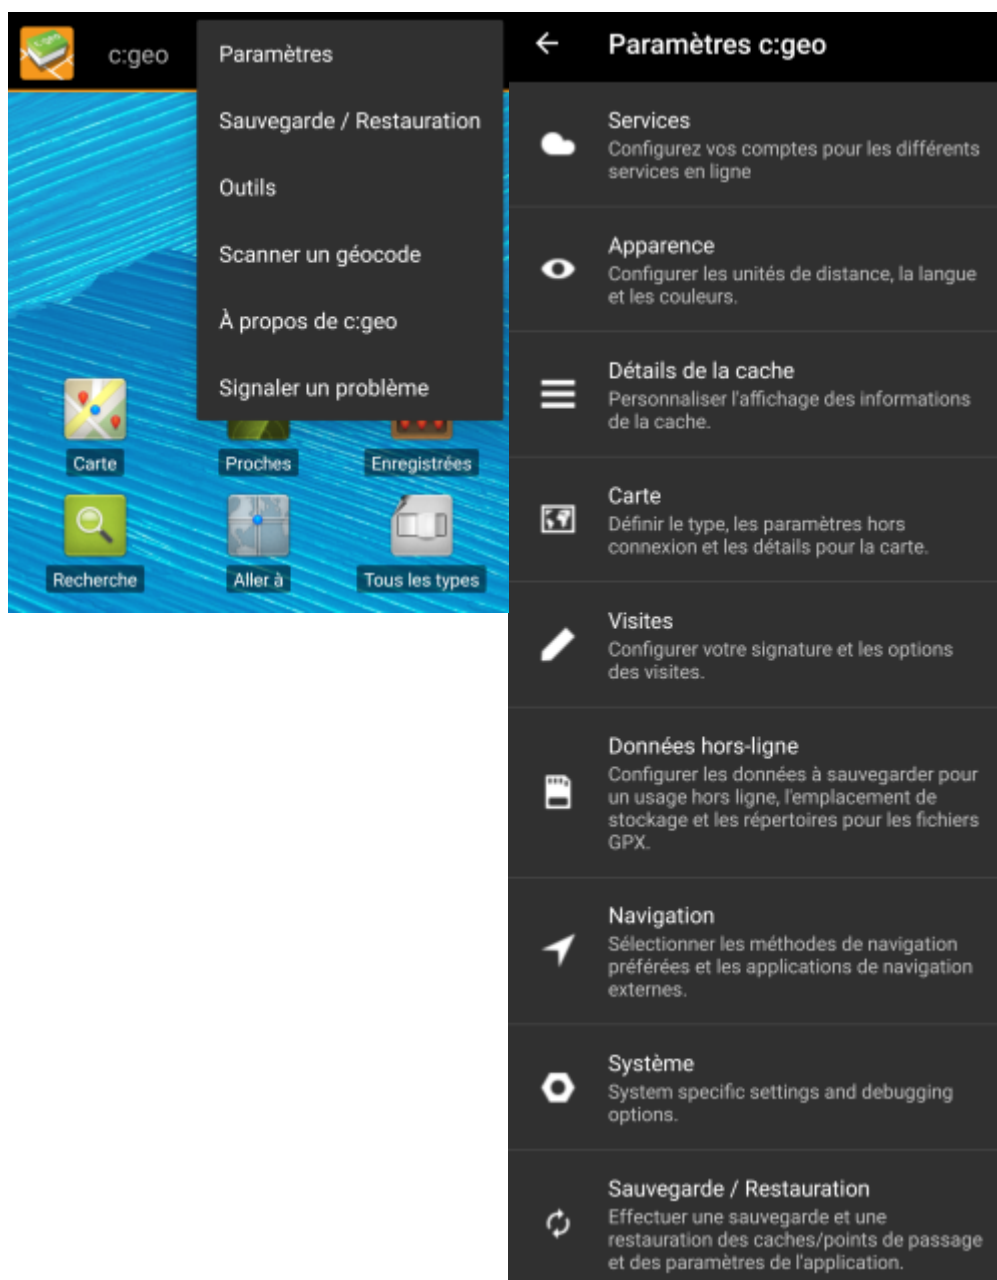 c:geo
Paramètres
Sauvegarde / Restauration
Outils
Scanner un géocode
À propos de c:geo
Signaler un problème
Carte
Proches
Enregistrées
Recherche
Aller à
Tous les types
Paramètres c:geo
Services
Configurez vos comptes pour les différents
services en ligne
Apparence
Configurer les unités de distance, la langue
et les couleurs.
Détails de la cache
Personnaliser l'affichage des informations
de la cache.
Carte
Définir le type, les paramètres hors
connexion et les détails pour la carte.
Visites
Configurer votre signature et les options
des visites.
Données hors-ligne
Configurer les données à sauvegarder pour
un usage hors ligne, l'emplacement de
stockage et les répertoires pour les fichiers
GPX.
Navigation
Sélectionner les méthodes de navigation
préférées et les applications de navigation
externes.
Système
System specific settings and debugging
options.
Sauvegarde / Restauration
Effectuer une sauvegarde et une
restauration des caches/points de passage
et des paramètres de l'application.